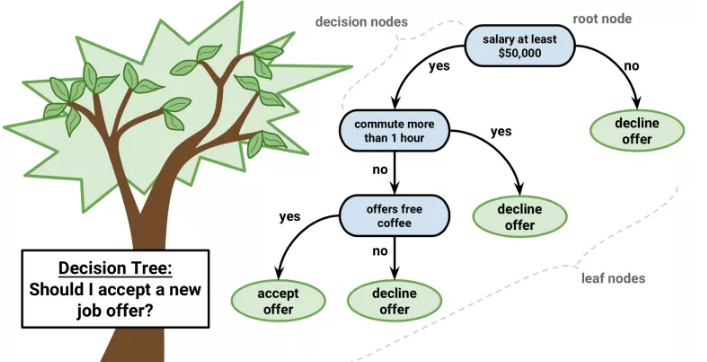 decision nodes
root node
salary at least
$50,000
yes
no
commute more
than 1 hour
decline
offer
yes
no
offers free
coffee
decline
offer
yes
no
accept
offer
decline
offer
leaf nodes
Decision Tree:
Should I accept a new
job offer?